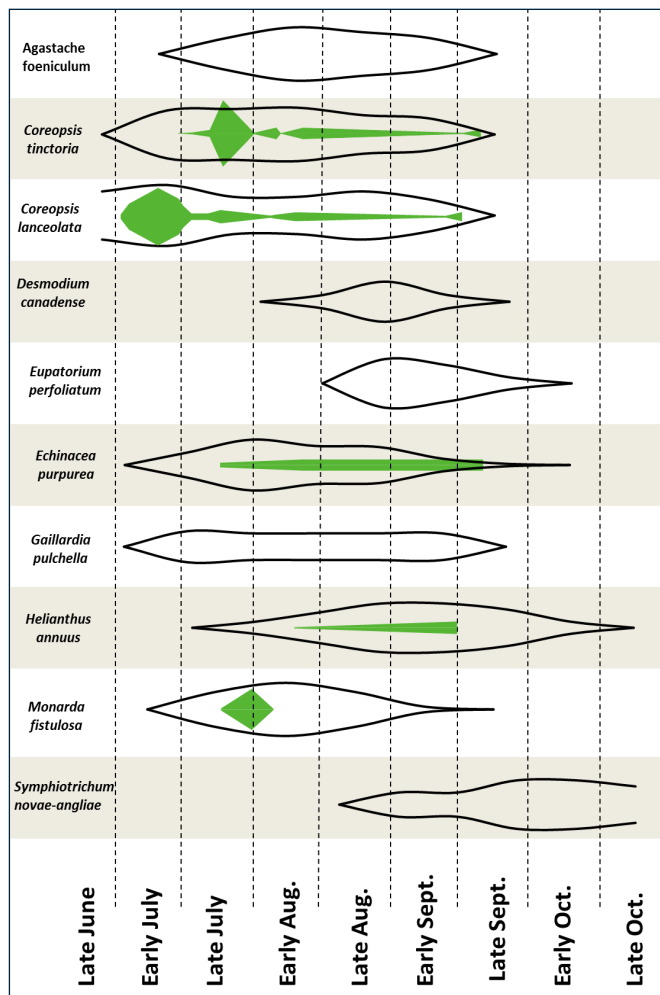 Agastache
foeniculum
Coreopsis
tinctoria
Coreopsis
lanceolata
Desmodium
canadense
Eupatorium
perfoliatum
Echinacea
purpurea
Gaillardia
pulchella
Helianthus
annuus
Monarda
fistulosa
Symphiotrichum
novae-angliae
Late June
Early July
Late July
Early Aug.
Late Aug.
Early Sept.
Late Sept.
Early Oct.
Late Oct.